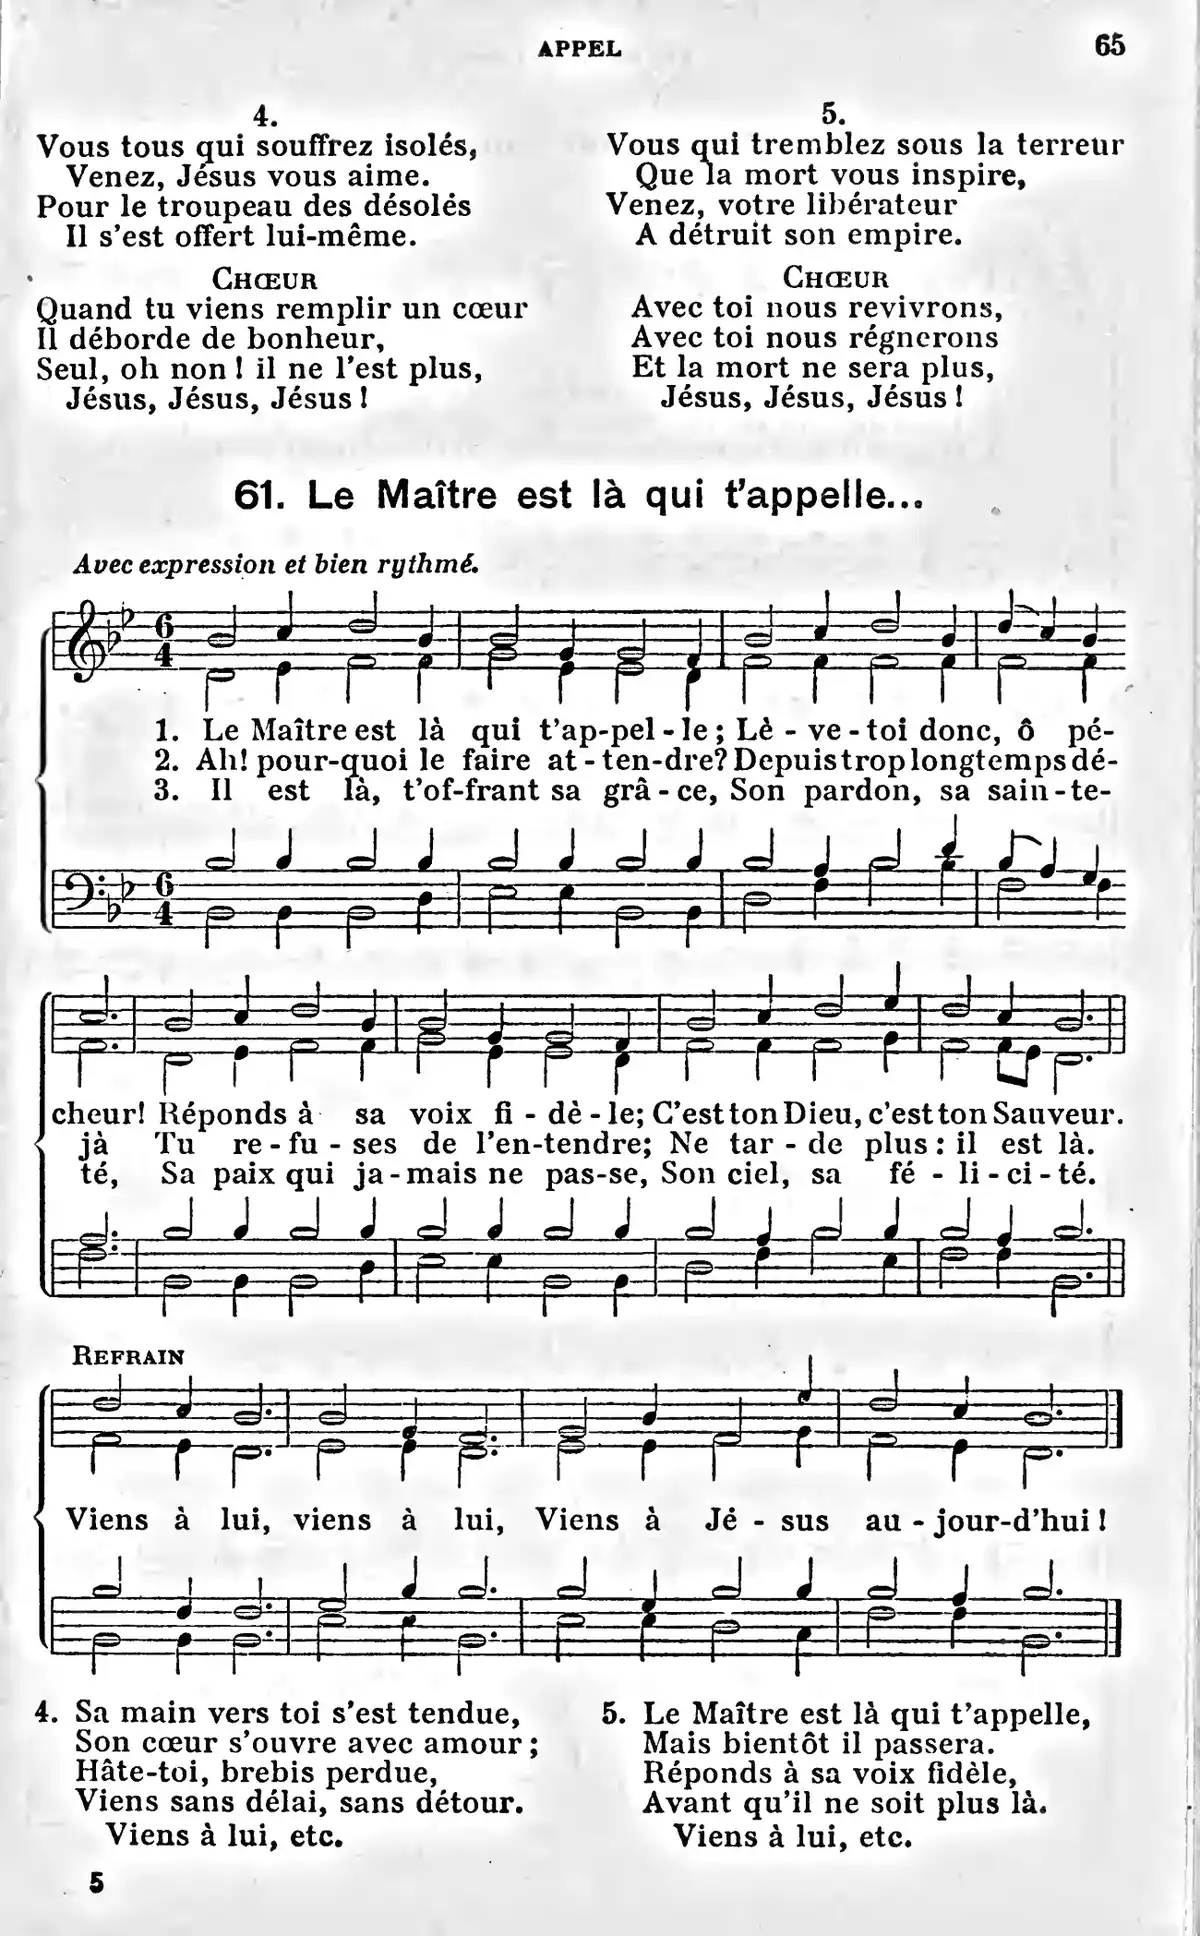 APPEL 65
4.
Vous tous qui souffrez isolés,
Venez, Jésus vous aime.
Pour le troupeau des désolés
Il s'est offert lui-même.
CHŒUR
Quand tu viens remplir un cœur
Il déborde de bonheur,
Seul, oh non ! il ne l'est plus,
Jésus, Jésus, Jésus !
5.
Vous qui tremblez sous la terreur
Que la mort vous inspire,
Venez, votre libérateur
A détruit son empire.
CHŒUR
Avec toi nous revivrons,
Avec toi nous régnerons
Et la mort ne sera plus,
Jésus, Jésus, Jésus !
61. Le Maître est là qui t'appelle...
Avec expression et bien rythmé.
6
4
1. Le Maître est là qui t'ap-pel-le ; Lè-ve-toi donc, ô pé-
2. Ah! pour-quoi le faire at-ten-dre? Depuis trop longtemps dé-
3. Il est là, t'of-frant sa grâ-ce, Son pardon, sa sain-te-
6
4
cheur! Réponds à sa voix fi-dè-le; C'est ton Dieu, c'est ton Sauveur.
jà Tu re-fu-ses de l'en-tendre; Ne tar-de plus : il est là.
té, Sa paix qui ja-mais ne pas-se, Son ciel, sa fé-li-ci-té.
REFRAIN
Viens à lui, viens à lui, Viens à Jé-sus au-jour-d'hui !
4. Sa main vers toi s'est tendue,
Son cœur s'ouvre avec amour ;
Hâte-toi, brebis perdue,
Viens sans délai, sans détour.
Viens à lui, etc.
5. Le Maître est là qui t'appelle,
Mais bientôt il passera.
Réponds à sa voix fidèle,
Avant qu'il ne soit plus là.
Viens à lui, etc.
5